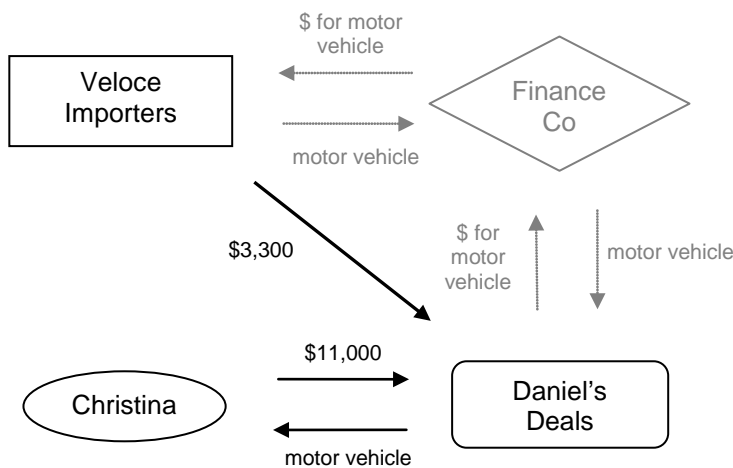 $ for motor
vehicle
Veloce
Importers
Finance
Co
motor vehicle
$3,300
$ for
motor
vehicle
motor vehicle
$11,000
Christina
Daniel's
Deals
motor vehicle